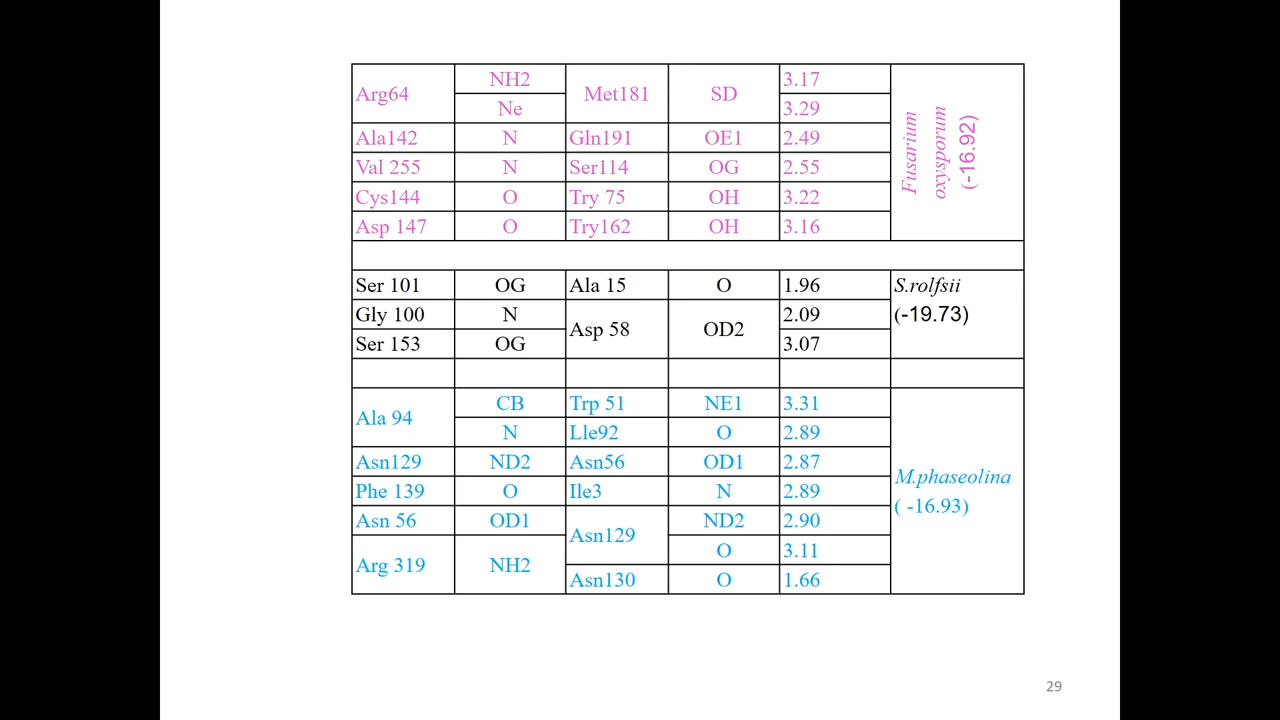 Arg64 NH2 Met181 SD 3.17
Ne 3.29
Ala142 N Gln191 OE1 2.49
Val 255 N Ser114 OG 2.55
Cys144 O Try 75 OH 3.22
Asp 147 O Try162 OH 3.16
Fusarium
oxysporum
(-16.92)
Ser 101 OG Ala 15 O 1.96 S.rolfsii
Gly 100 N Asp 58 OD2 2.09 (-19.73)
Ser 153 OG 3.07
Ala 94 CB Trp 51 NE1 3.31
N Lle92 O 2.89
Asn129 ND2 Asn56 OD1 2.87
Phe 139 O Ile3 N 2.89
Asn 56 OD1 Asn129 ND2 2.90
Arg 319 NH2 O 3.11
Asn130 O 1.66
M.phaseolina
( -16.93)
29